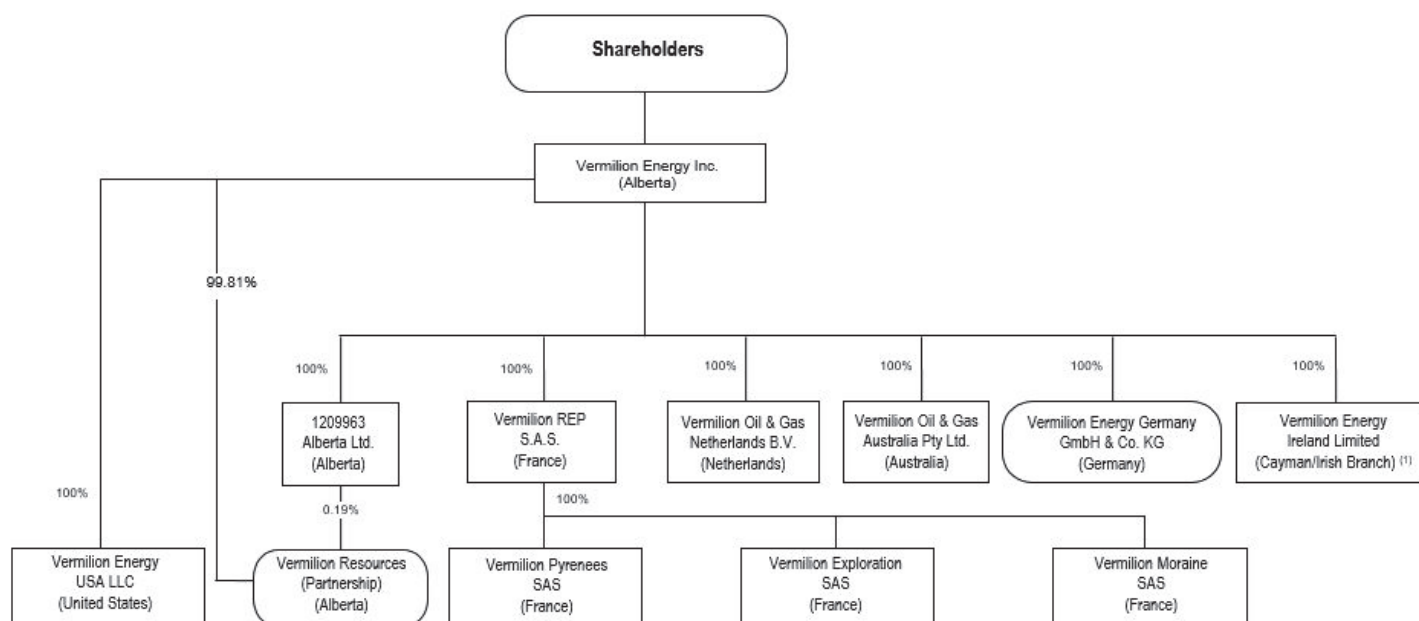 Shareholders
Vermilion Energy Inc.
(Alberta)
99.81%
100%
100%
100%
100%
100%
100%
1209963
Alberta Ltd.
(Alberta)
Vermilion REP
S.A.S.
(France)
Vermilion Oil & Gas
Netherlands B.V.
(Netherlands)
Vermilion Oil & Gas
Australia Pty Ltd.
(Australia)
Vermilion Energy Germany
GmbH & Co. KG
(Germany)
Vermilion Energy
Ireland Limited
(Cayman/Irish Branch) (1)
100%
0.19%
100%
Vermilion Energy
USA LLC
(United States)
Vermilion Resources
(Partnership)
(Alberta)
Vermilion Pyrenees
SAS
(France)
Vermilion Exploration
SAS
(France)
Vermilion Moraine
SAS
(France)